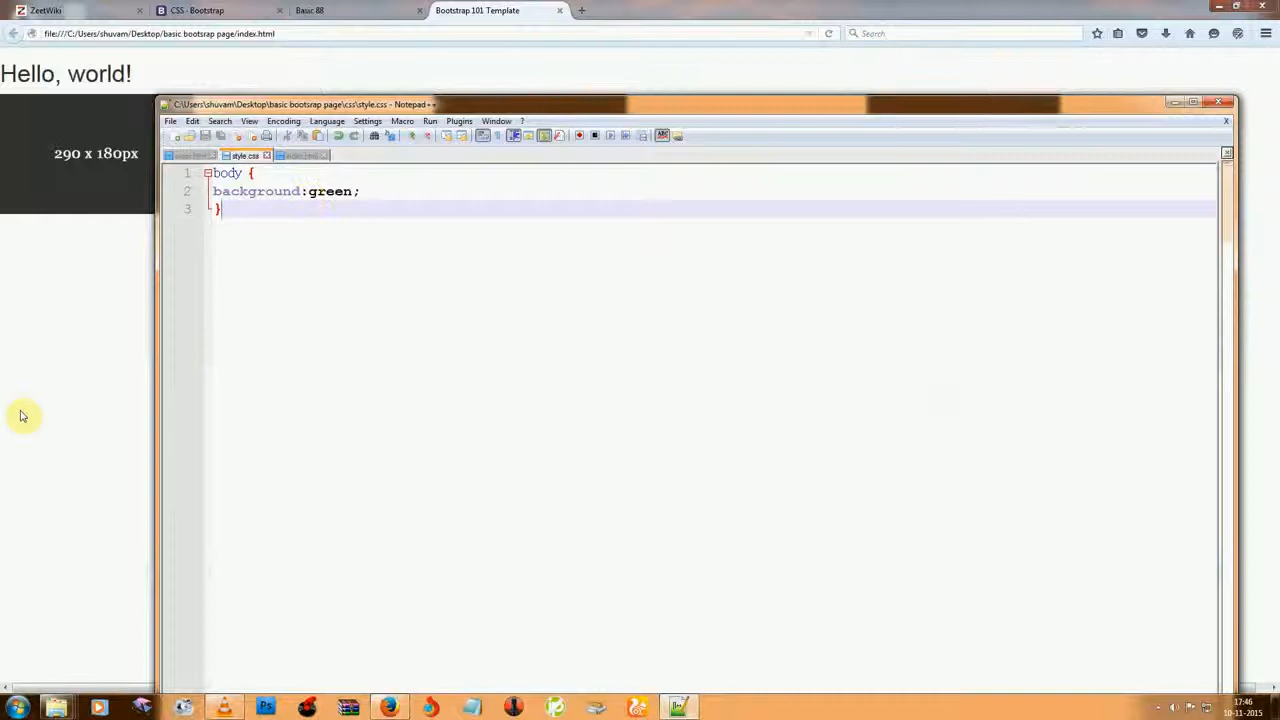 ZeetWiki
CSS · Bootstrap
Basic 88
Bootstrap 101 Template
file:///C:/Users/shuvam/Desktop/basic bootsrap page/index.html
Search
Hello, world!
290 x 180px
C:\Users\shuvam\Desktop\basic bootsrap page\css\style.css - Notepad++
File Edit Search View Encoding Language Settings Macro Run Plugins Window ?
style.css
1 body {
2 background:green;
3 }
17:46
10-11-2015